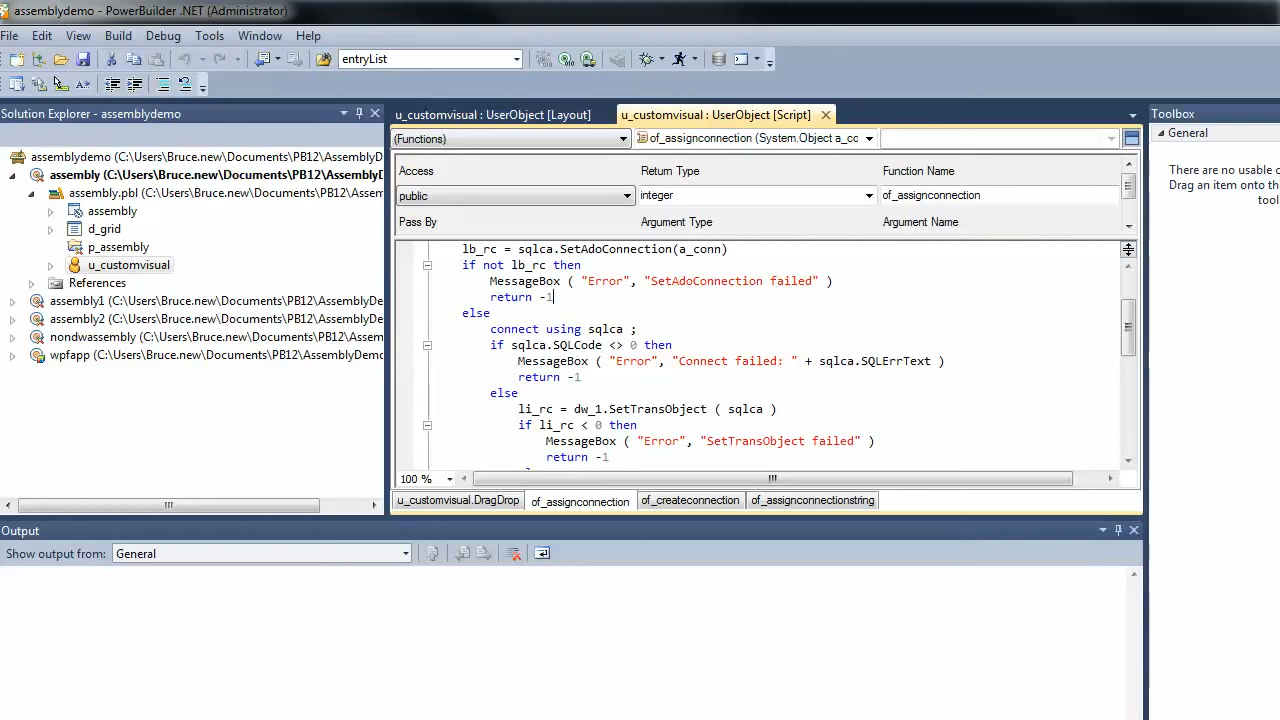 assemblydemo - PowerBuilder .NET (Administrator)
File Edit View Build Debug Tools Window Help
entryList
Solution Explorer - assemblydemo
u_customvisual : UserObject [Layout] u_customvisual : UserObject [Script]
Toolbox
(Functions) of_assignconnection (System.Object a_cc
General
There are no usable c
Drag an item onto th
tool
assemblydemo (C:\Users\Bruce.new\Documents\PB12\AssemblyD
assembly (C:\Users\Bruce.new\Documents\PB12\AssemblyD
assembly.pbl (C:\Users\Bruce.new\Documents\PB12\Assembl
assembly
d_grid
p_assembly
u_customvisual
References
assembly1 (C:\Users\Bruce.new\Documents\PB12\AssemblyDe
assembly2 (C:\Users\Bruce.new\Documents\PB12\AssemblyDe
nondwassembly (C:\Users\Bruce.new\Documents\PB12\Assem
wpfapp (C:\Users\Bruce.new\Documents\PB12\AssemblyDemo
Access Return Type Function Name
public integer of_assignconnection
Pass By Argument Type Argument Name
lb_rc = sqlca.SetAdoConnection(a_conn)
if not lb_rc then
MessageBox ( "Error", "SetAdoConnection failed" )
return -1
else
connect using sqlca ;
if sqlca.SQLCode <> 0 then
MessageBox ( "Error", "Connect failed: " + sqlca.SQLErrText )
return -1
else
li_rc = dw_1.SetTransObject ( sqlca )
if li_rc < 0 then
MessageBox ( "Error", "SetTransObject failed" )
return -1
100 %
u_customvisual.DragDrop of_assignconnection of_createconnection of_assignconnectionstring
Output
Show output from: General